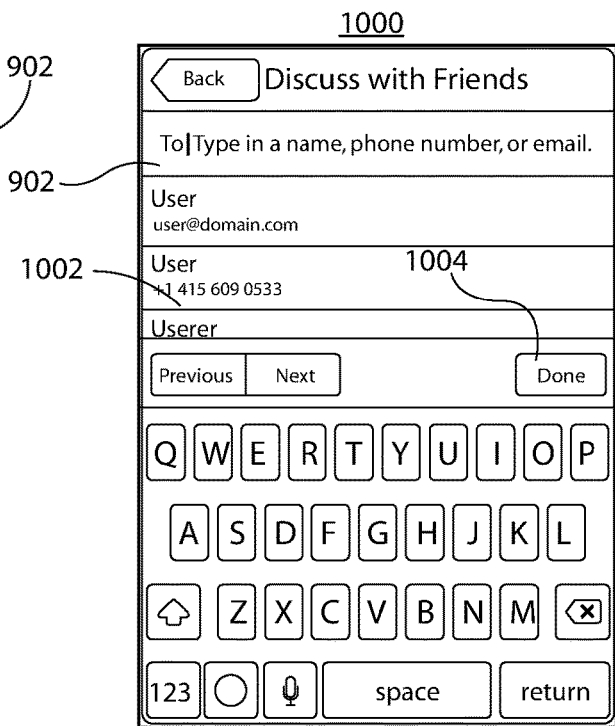 1000
902
Back Discuss with Friends
To Type in a name, phone number, or email.
902
User
user@domain.com
1002
User
1004
+1 415 609 0533
Userer
Previous Next Done
Q W E R T Y U I O P
A S D F G H J K L
Z X C V B N M
123 space return